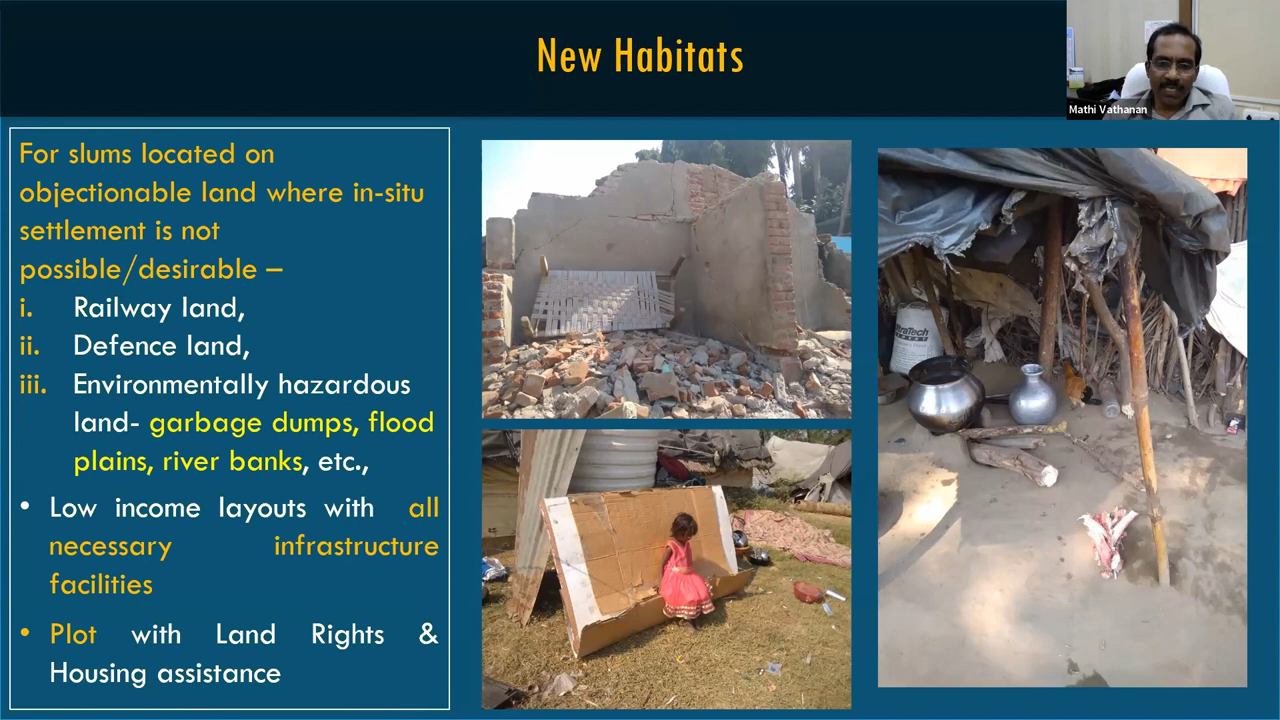 New Habitats
Mathi Vathanan
For slums located on
objectionable land where in-situ
settlement is not
possible/desirable –
i. Railway land,
ii. Defence land,
iii. Environmentally hazardous
land- garbage dumps, flood
plains, river banks, etc.,
• Low income layouts with all
necessary infrastructure
facilities
• Plot with Land Rights &
Housing assistance